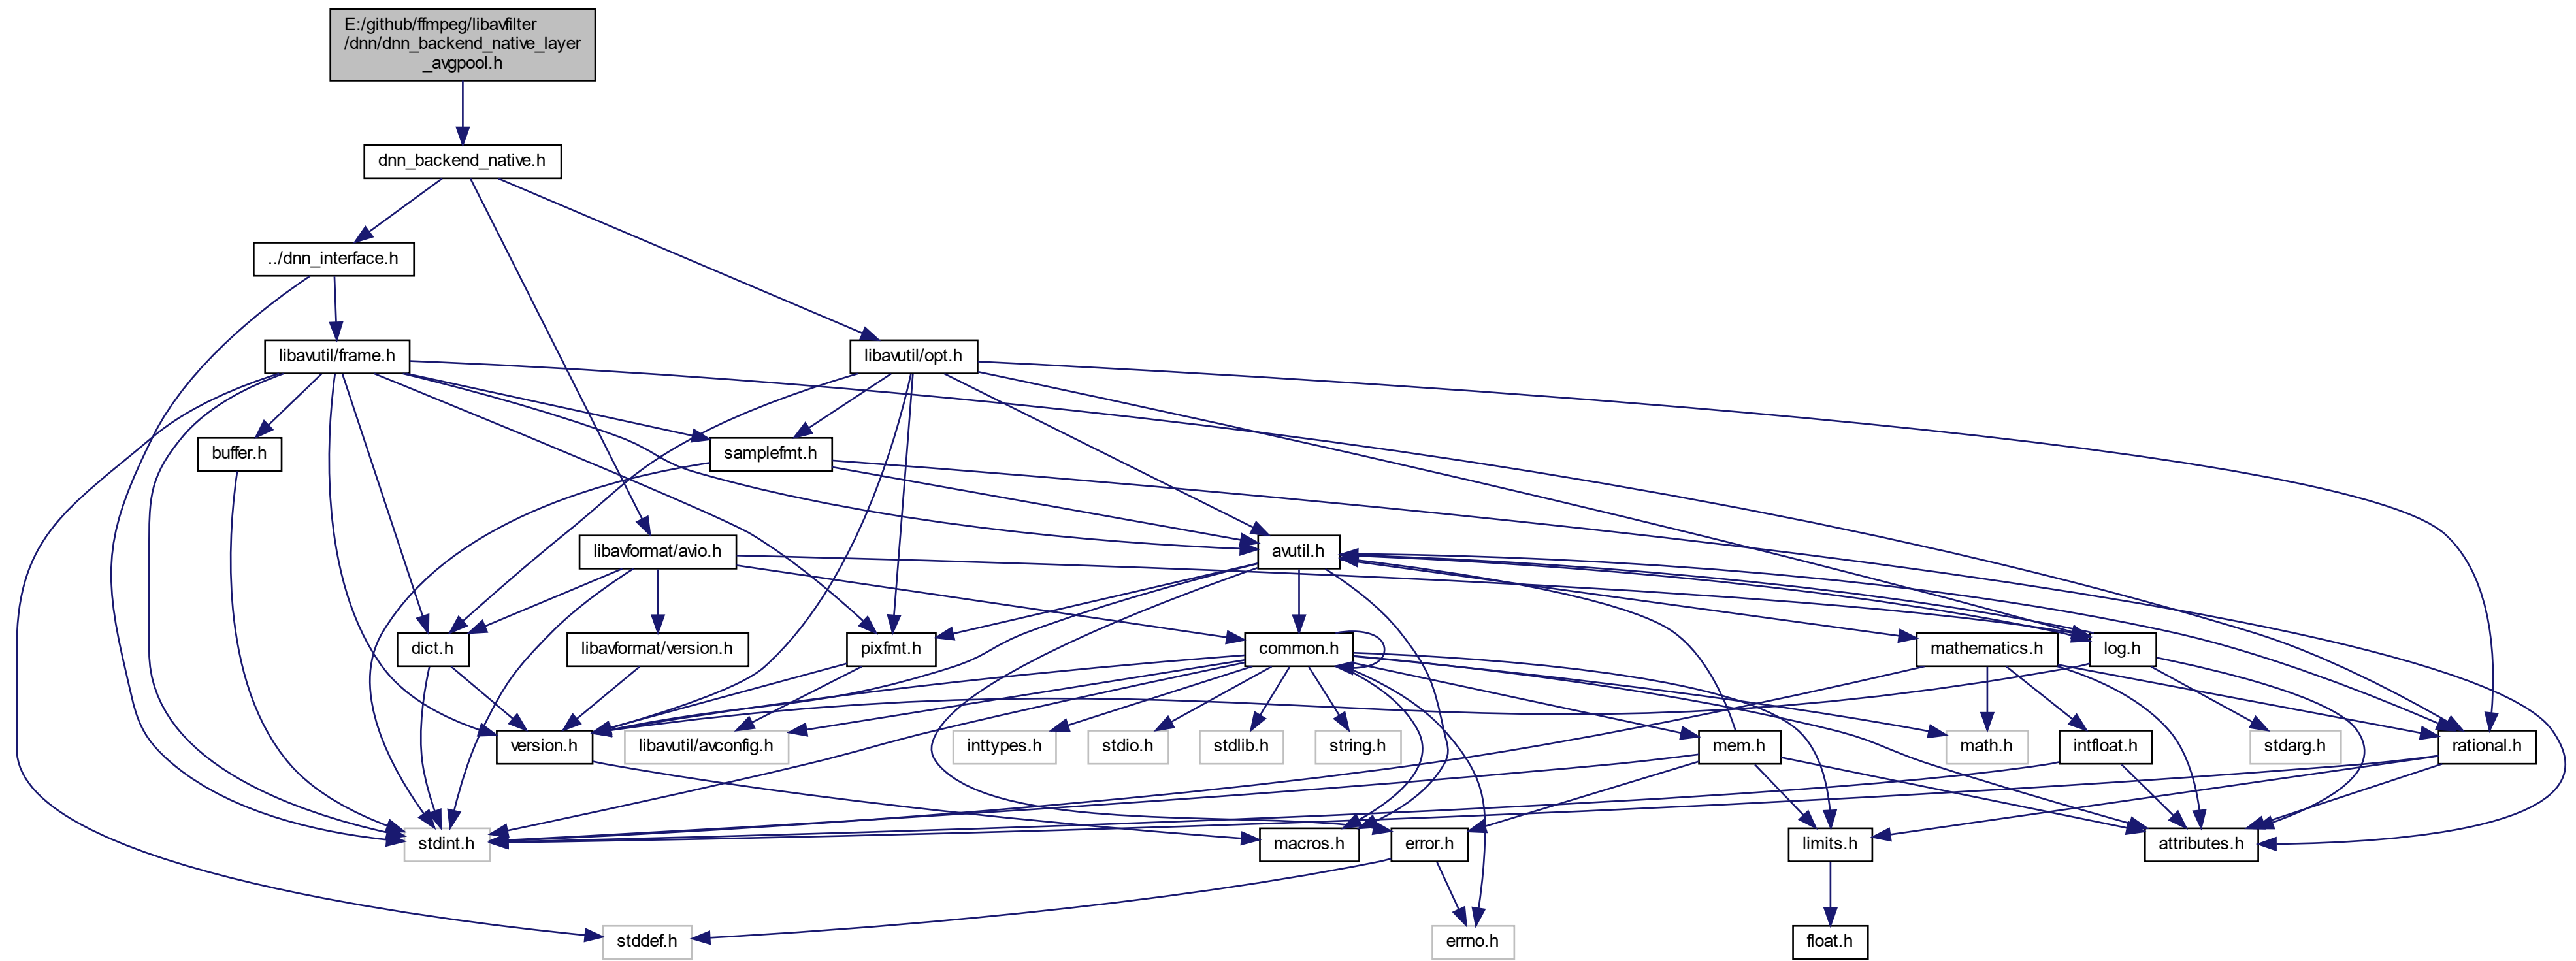 E:/github/ffmpeg/libavfilter
/dnn/dnn_backend_native_layer
_avgpool.h
dnn_backend_native.h
../dnn_interface.h
libavutil/frame.h
libavutil/opt.h
buffer.h
samplefmt.h
libavformat/avio.h
avutil.h
dict.h
libavformat/version.h
pixfmt.h
common.h
mathematics.h
log.h
version.h
libavutil/avconfig.h
inttypes.h
stdio.h
stdlib.h
string.h
mem.h
math.h
intfloat.h
stdarg.h
rational.h
stdint.h
macros.h
error.h
limits.h
attributes.h
stddef.h
errno.h
float.h